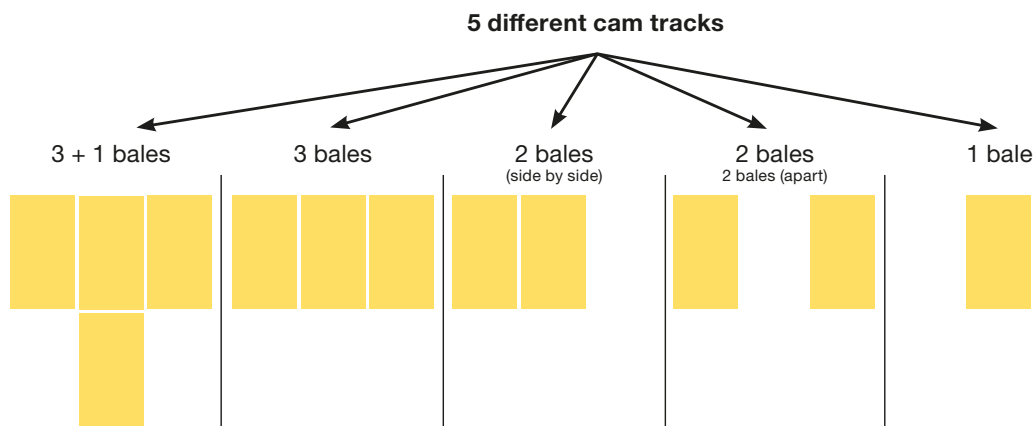 5 different cam tracks
3 + 1 bales
3 bales
2 bales
(side by side)
2 bales
2 bales (apart)
1 bale